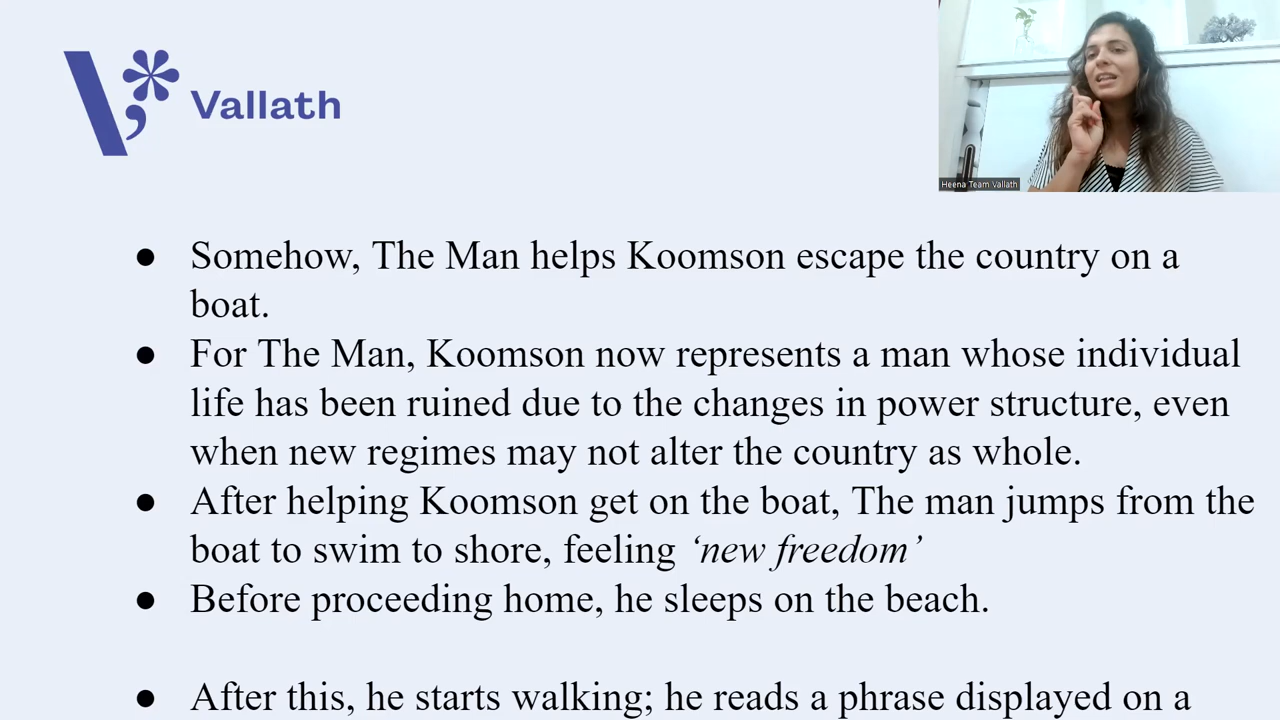 Vallath
Heena Team Vallath
● Somehow, The Man helps Koomson escape the country on a
boat.
● For The Man, Koomson now represents a man whose individual
life has been ruined due to the changes in power structure, even
when new regimes may not alter the country as whole.
● After helping Koomson get on the boat, The man jumps from the
boat to swim to shore, feeling ‘new freedom’
● Before proceeding home, he sleeps on the beach.
● After this, he starts walking; he reads a phrase displayed on a